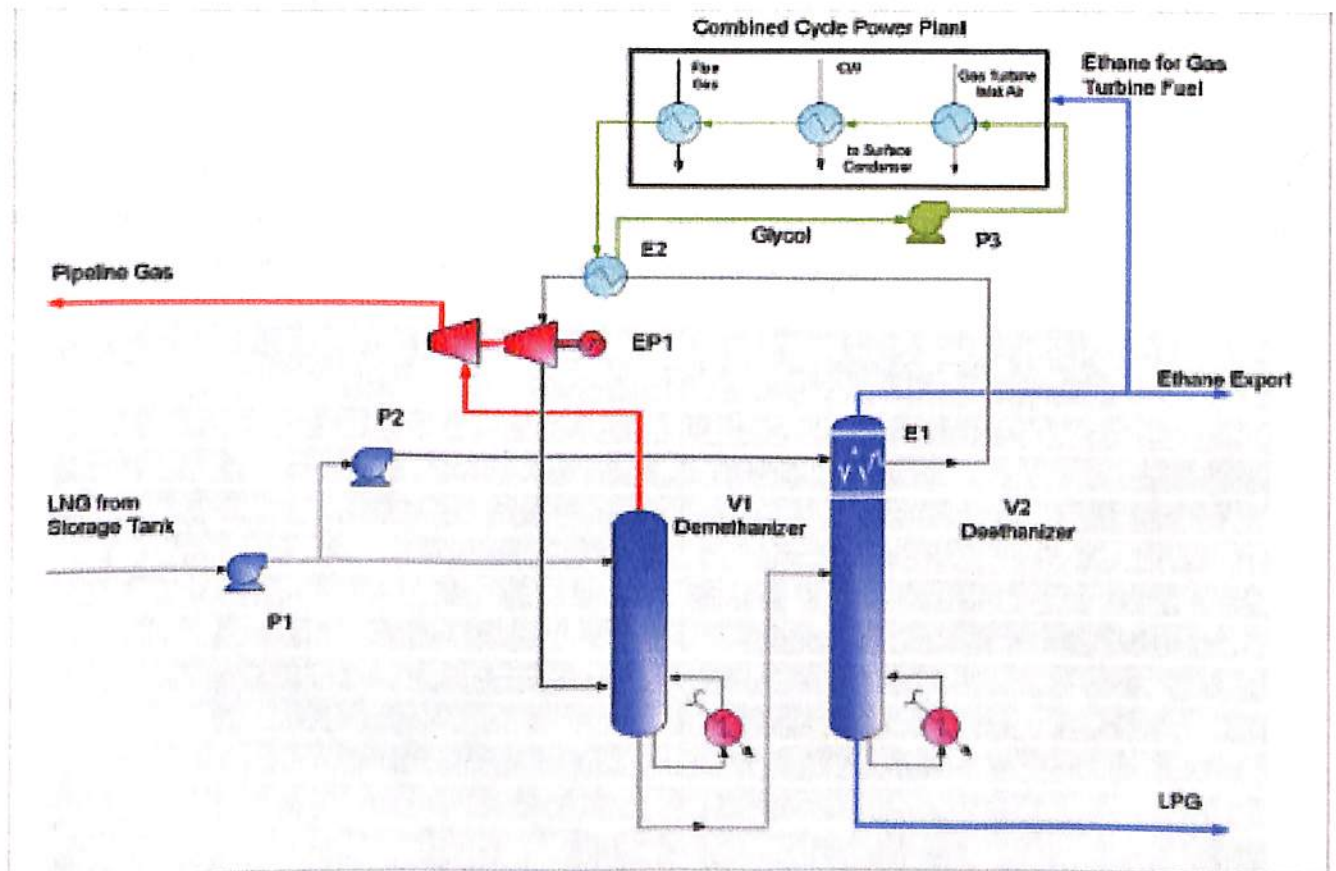 Combined Cycle Power Plant
Flue
Gas
CW
Gas Turbine
Inlet Air
Ethane for Gas
Turbine Fuel
to Surface
Condenser
Glycol
P3
E2
Pipeline Gas
EP1
Ethane Export
P2
E1
LNG from
Storage Tank
V1
Demethanizer
V2
Deethanizer
P1
LPG